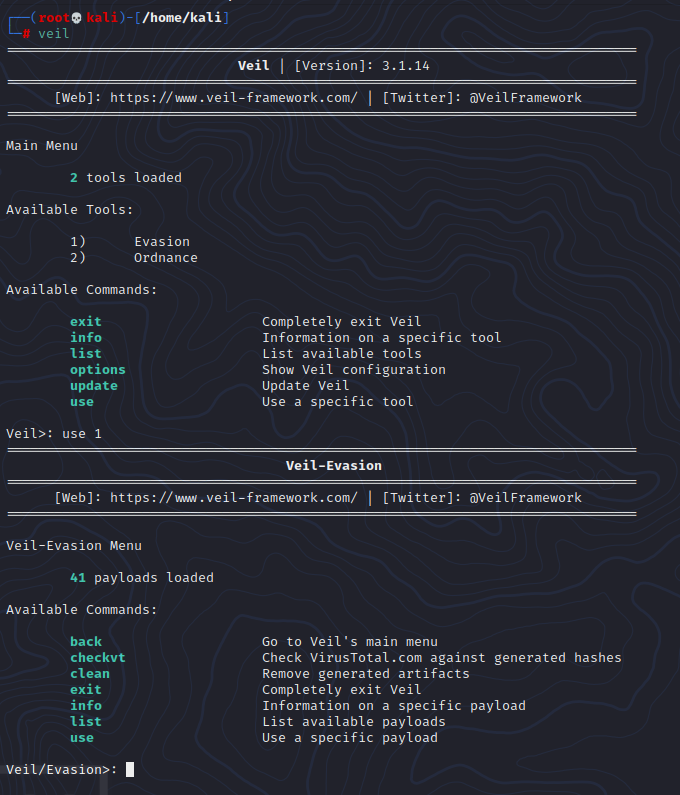 ┌──(root💀kali)-[/home/kali]
└─# veil
Veil | [Version]: 3.1.14
[Web]: https://www.veil-framework.com/ | [Twitter]: @VeilFramework
Main Menu
2 tools loaded
Available Tools:
1) Evasion
2) Ordnance
Available Commands:
exit Completely exit Veil
info Information on a specific tool
list List available tools
options Show Veil configuration
update Update Veil
use Use a specific tool
Veil>: use 1
Veil-Evasion
[Web]: https://www.veil-framework.com/ | [Twitter]: @VeilFramework
Veil-Evasion Menu
41 payloads loaded
Available Commands:
back Go to Veil's main menu
checkvt Check VirusTotal.com against generated hashes
clean Remove generated artifacts
exit Completely exit Veil
info Information on a specific payload
list List available payloads
use Use a specific payload
Veil/Evasion>: